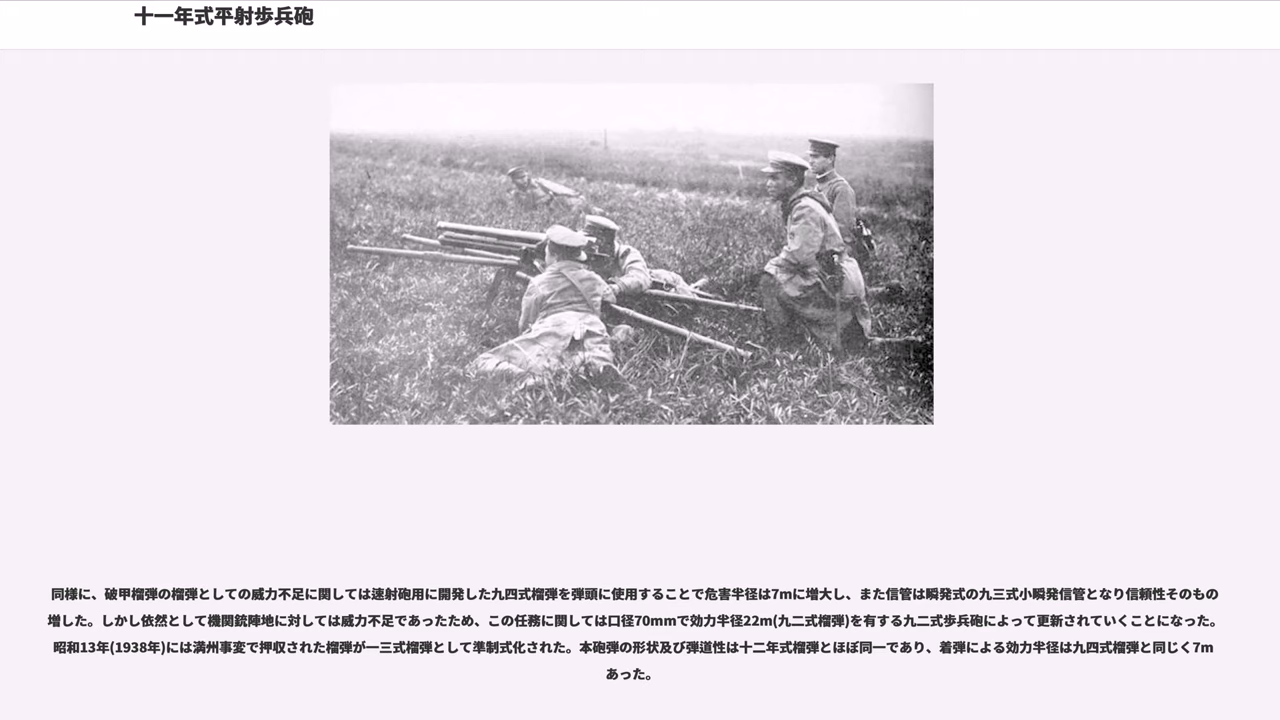 十一年式平射歩兵砲
同様に、破甲榴弾の榴弾としての威力不足に関しては速射砲用に開発した九四式榴弾を弾頭に使用することで危害半径は7mに増大し、また信管は瞬発式の九三式小瞬発信管となり信頼性そのもの
増した。しかし依然として機関銃陣地に対しては威力不足であったため、この任務に関しては口径70mmで効力半径22m(九二式榴弾)を有する九二式歩兵砲によって更新されていくことになった。
昭和13年(1938年)には満州事変で押収された榴弾が一三式榴弾として準制式化された。本砲弾の形状及び弾道性は十二年式榴弾とほぼ同一であり、着弾による効力半径は九四式榴弾と同じく7m
あった。